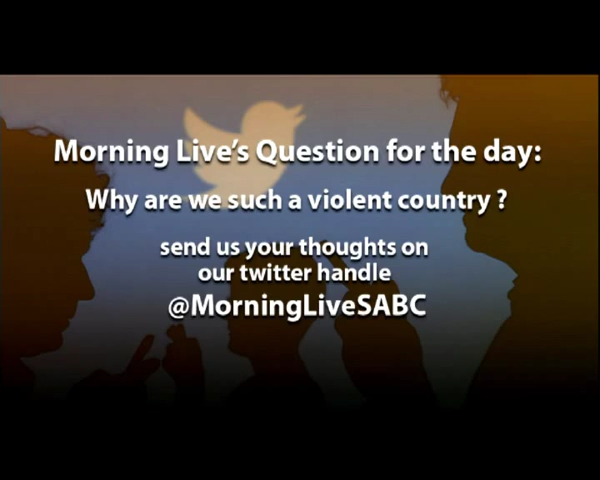 Morning Live's Question for the day:
Why are we such a violent country ?
send us your thoughts on
our twitter handle
@MorningLiveSABC